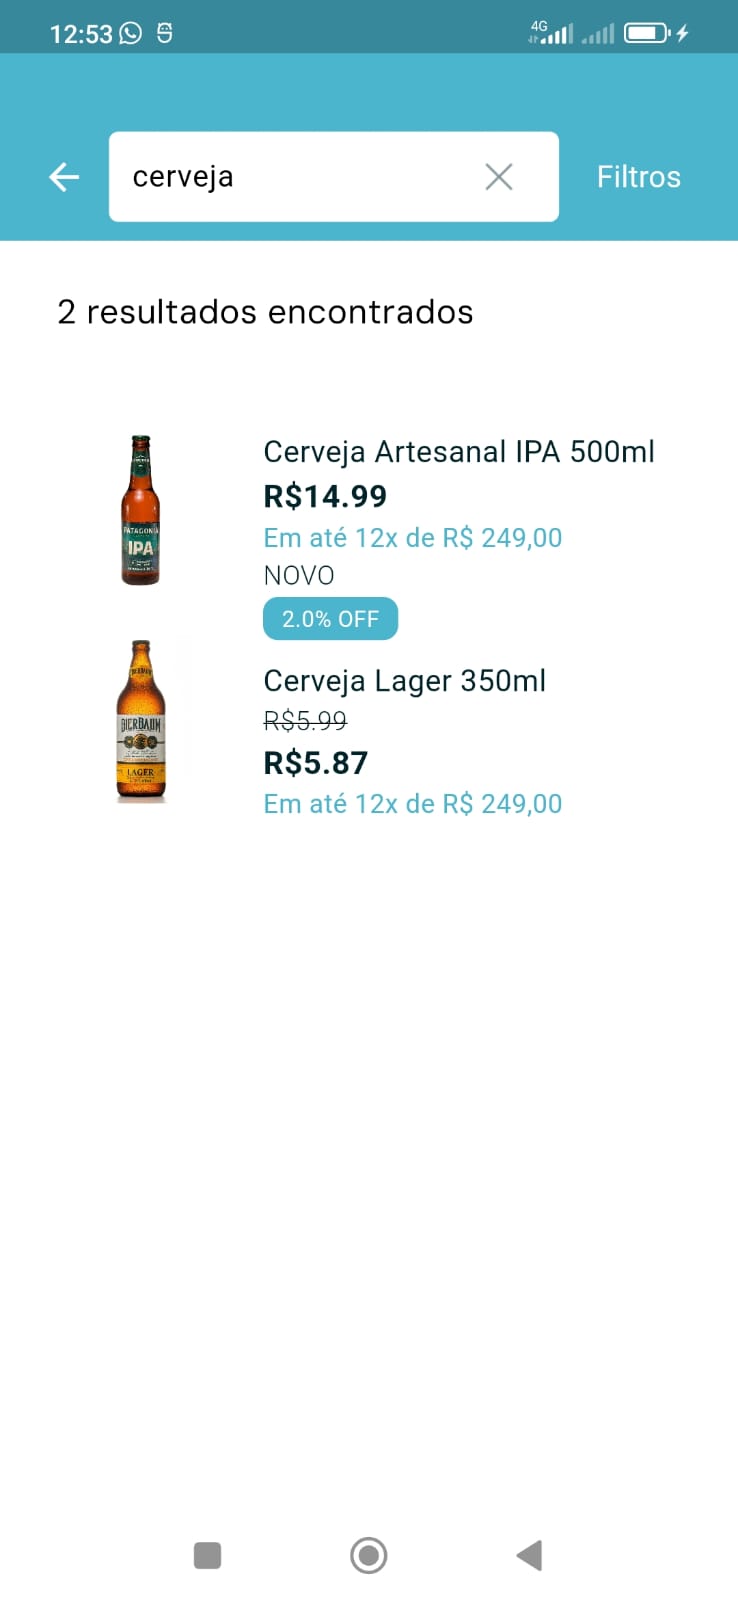 12:53
4G
cerveja
Filtros
2 resultados encontrados
Cerveja Artesanal IPA 500ml
R$14.99
Em até 12x de R$ 249,00
NOVO
PATAGONIA
IPA
2.0% OFF
Cerveja Lager 350ml
R$5.99
R$5.87
Em até 12x de R$ 249,00
BIERBAUM
LAGER